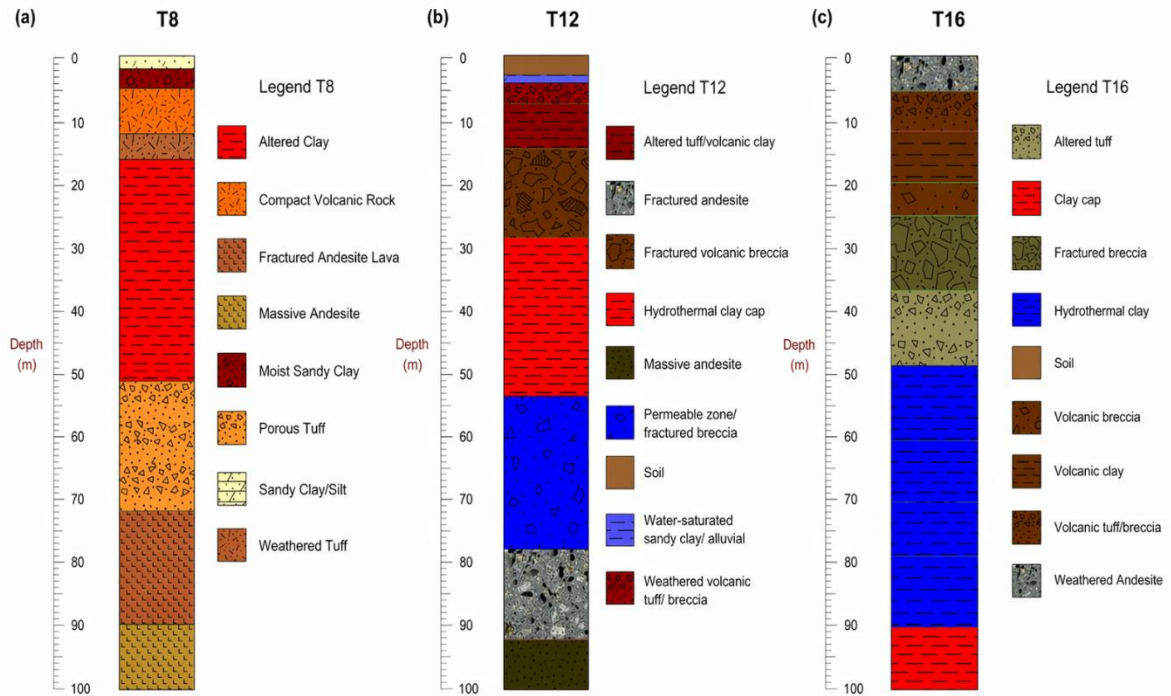 (a)
T8
0
10
20
30
40
50
60
70
80
90
100
Depth
(m)
Legend T8
Altered Clay
Compact Volcanic Rock
Fractured Andesite Lava
Massive Andesite
Moist Sandy Clay
Porous Tuff
Sandy Clay/Silt
Weathered Tuff
(b)
T12
0
10
20
30
40
50
60
70
80
90
100
Depth
(m)
Legend T12
Altered tuff/volcanic clay
Fractured andesite
Fractured volcanic breccia
Hydrothermal clay cap
Massive andesite
Permeable zone/
fractured breccia
Soil
Water-saturated
sandy clay/ alluvial
Weathered volcanic
tuff/ breccia
(c)
T16
0
10
20
30
40
50
60
70
80
90
100
Depth
(m)
Legend T16
Altered tuff
Clay cap
Fractured breccia
Hydrothermal clay
Soil
Volcanic breccia
Volcanic clay
Volcanic tuff/breccia
Weathered Andesite